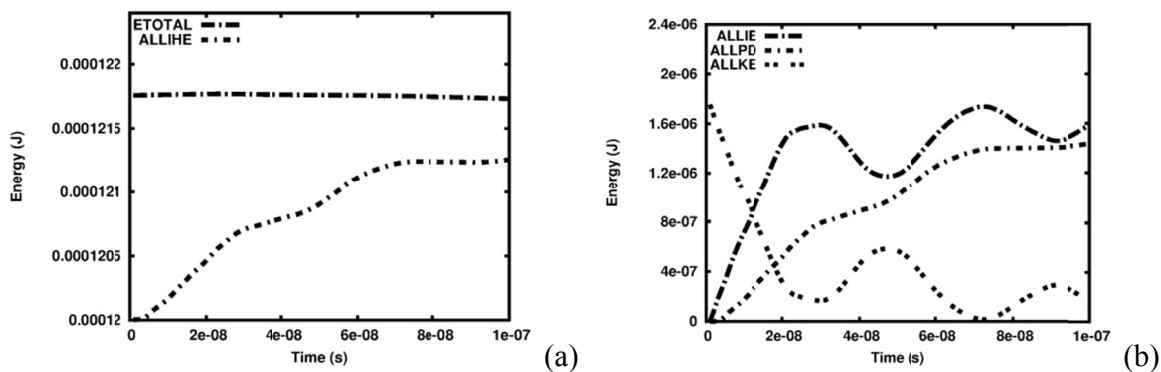 ETOTAL
ALLIHE
0.000122
0.0001215
0.000121
0.0001205
0.00012
Energy (J)
0
2e-08
4e-08
6e-08
8e-08
1e-07
Time (s)
(a)
2.4e-06
ALLIE
ALLPD
ALLKE
2e-06
1.6e-06
1.2e-06
8e-07
4e-07
0
Energy (J)
0
2e-08
4e-08
6e-08
8e-08
1e-07
Time (s)
(b)